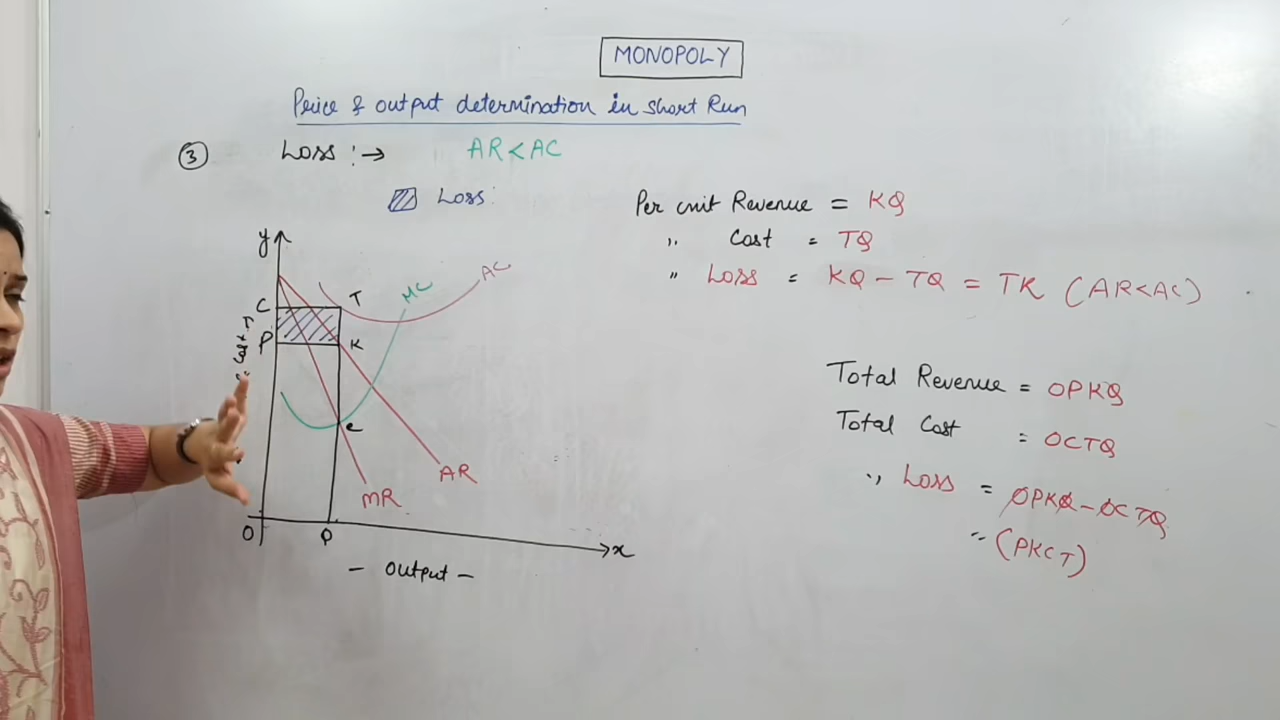 MONOPOLY
Price & output determination in short Run
③ Loss :→ AR < AC
Loss:
Per unit Revenue = KQ
,, Cost = TQ
,, Loss = KQ - TQ = TK (AR<AC)
Total Revenue = OPKQ
Total Cost = OCTQ
,, Loss = OPKQ - OCTQ
,, (PKCT)
y
C
T
AC
MC
P
K
e
AR
MR
O
Q
x
- output -